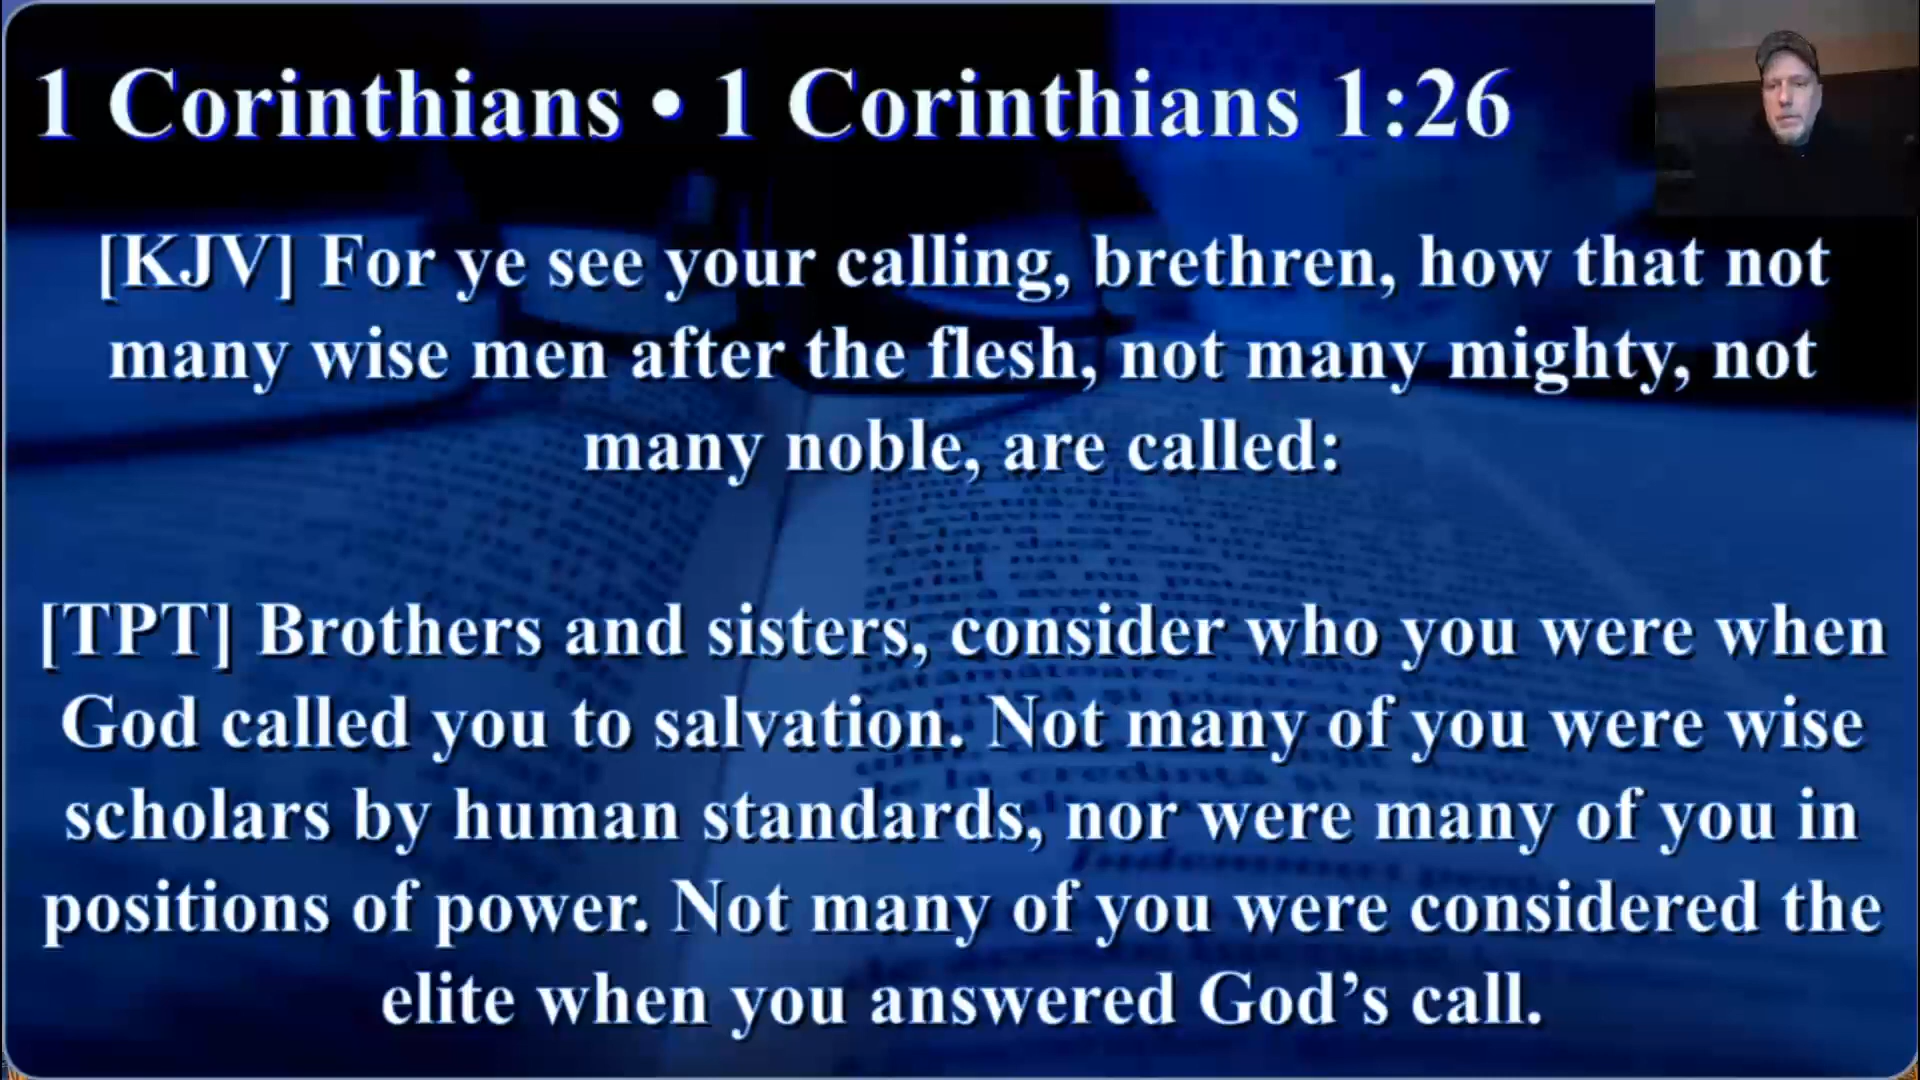 1 Corinthians • 1 Corinthians 1:26
[KJV] For ye see your calling, brethren, how that not
many wise men after the flesh, not many mighty, not
many noble, are called:
[TPT] Brothers and sisters, consider who you were when
God called you to salvation. Not many of you were wise
scholars by human standards, nor were many of you in
positions of power. Not many of you were considered the
elite when you answered God’s call.